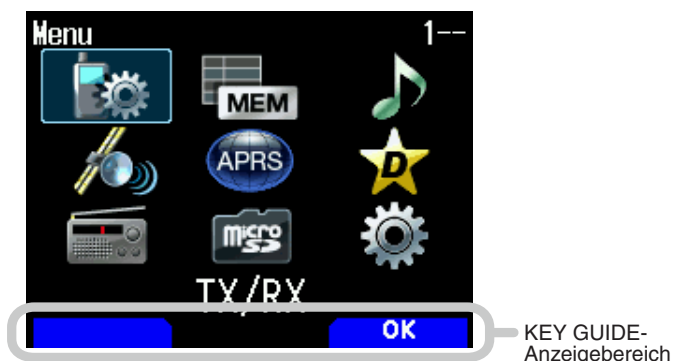 Menu 1--
MEM
APRS
D
micro
SD
TX/RX
OK
KEY GUIDE-
Anzeigebereich